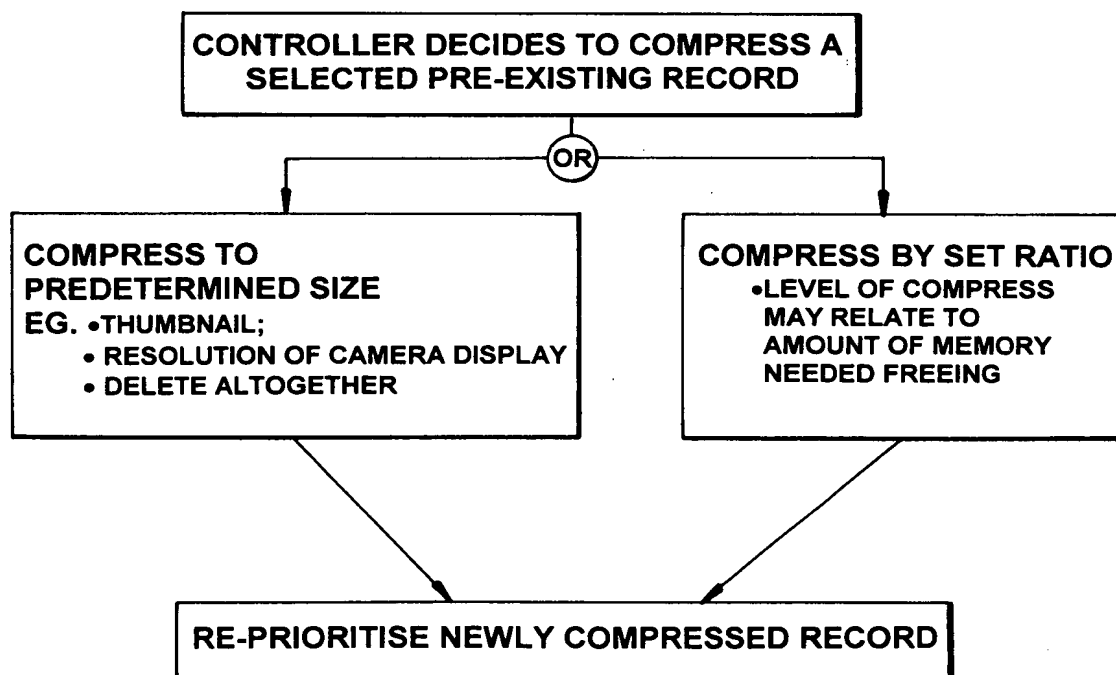 CONTROLLER DECIDES TO COMPRESS A
SELECTED PRE-EXISTING RECORD
OR
COMPRESS TO
PREDETERMINED SIZE
EG. •THUMBNAIL;
• RESOLUTION OF CAMERA DISPLAY
• DELETE ALTOGETHER
COMPRESS BY SET RATIO
•LEVEL OF COMPRESS
MAY RELATE TO
AMOUNT OF MEMORY
NEEDED FREEING
RE-PRIORITISE NEWLY COMPRESSED RECORD